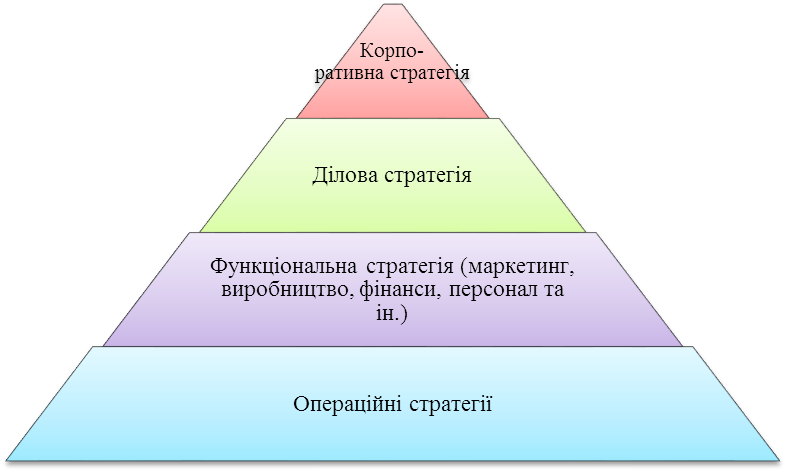 Корпо-
ративна стратегія
Ділова стратегія
Функціональна стратегія (маркетинг,
виробництво, фінанси, персонал та
ін.)
Операційні стратегії